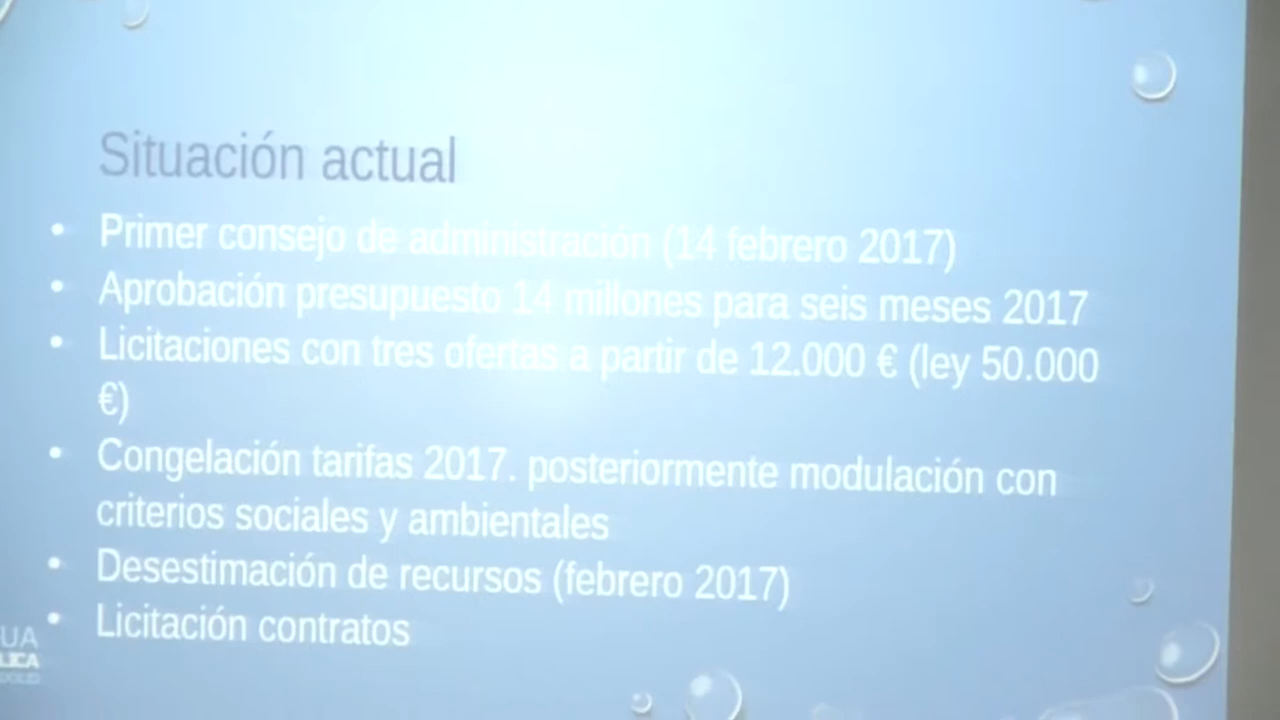 Situación actual
• Primer consejo de administración (14 febrero 2017)
• Aprobación presupuesto 14 millones para seis meses 2017
• Licitaciones con tres ofertas a partir de 12.000 € (ley 50.000
€)
• Congelación tarifas 2017. posteriormente modulación con
criterios sociales y ambientales
• Desestimación de recursos (febrero 2017)
• Licitación contratos
UA
LICA